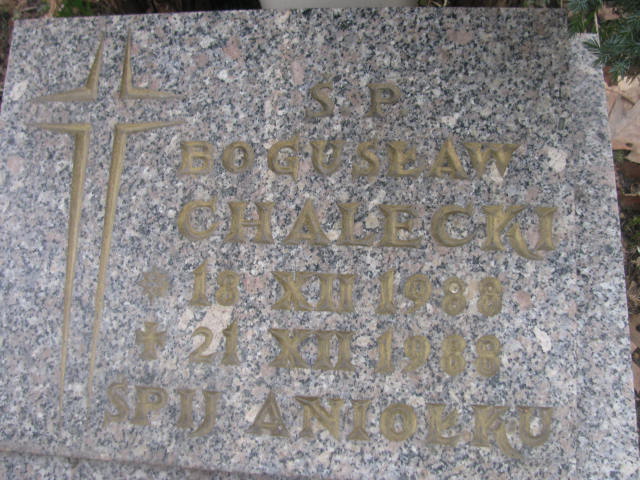 Ś P
BOGUSŁAW
CHALECKI
* 18 XII 1988
✝ 21 XII 1988
ŚPIJ ANIOŁKU